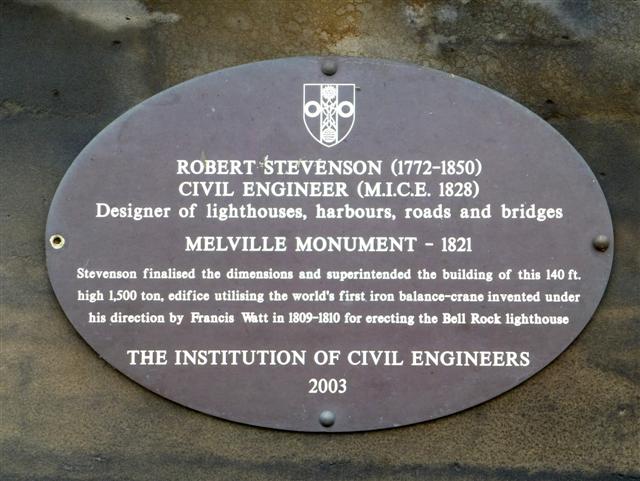 ROBERT STEVENSON (1772-1850)
CIVIL ENGINEER (M.I.C.E. 1828)
Designer of lighthouses, harbours, roads and bridges
MELVILLE MONUMENT - 1821
Stevenson finalised the dimensions and superintended the building of this 140 ft.
high 1,500 ton, edifice utilising the world's first iron balance-crane invented under
his direction by Francis Watt in 1809-1810 for erecting the Bell Rock lighthouse
THE INSTITUTION OF CIVIL ENGINEERS
2003